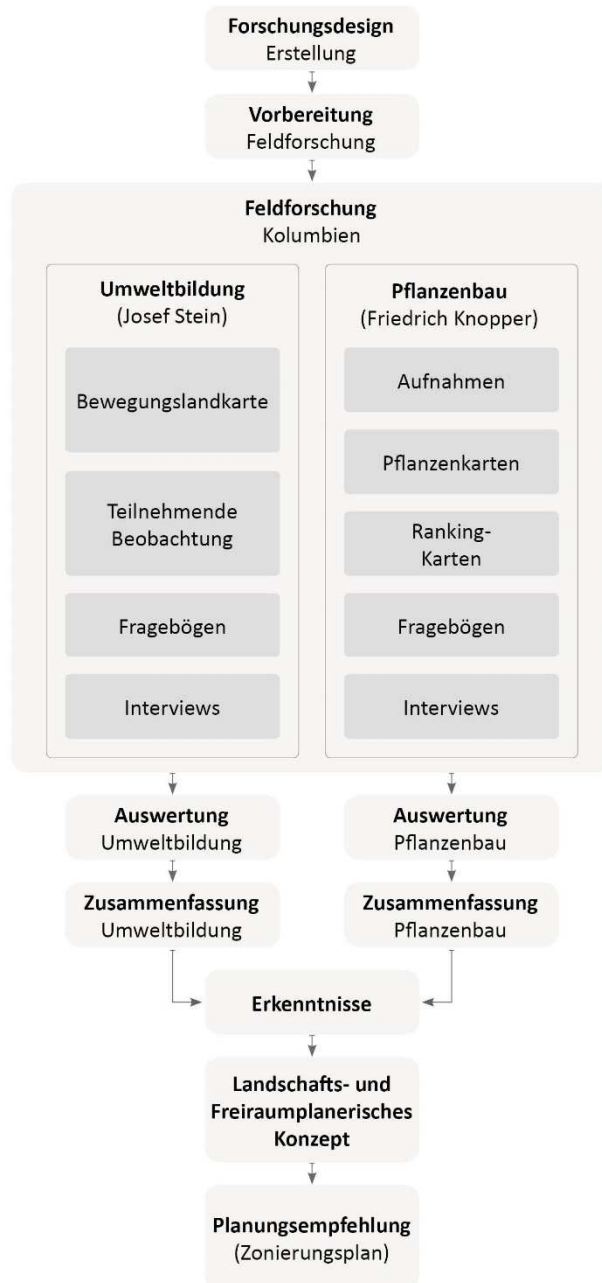 Forschungsdesign
Erstellung
Vorbereitung
Feldforschung
Feldforschung
Kolumbien
Umweltbildung
(Josef Stein)
Bewegungslandkarte
Teilnehmende
Beobachtung
Fragebögen
Interviews
Pflanzenbau
(Friedrich Knopper)
Aufnahmen
Pflanzenkarten
Ranking-
Karten
Fragebögen
Interviews
Auswertung
Umweltbildung
Auswertung
Pflanzenbau
Zusammenfassung
Umweltbildung
Zusammenfassung
Pflanzenbau
Erkenntnisse
Landschafts- und
Freiraumplanerisches
Konzept
Planungsempfehlung
(Zonierungsplan)